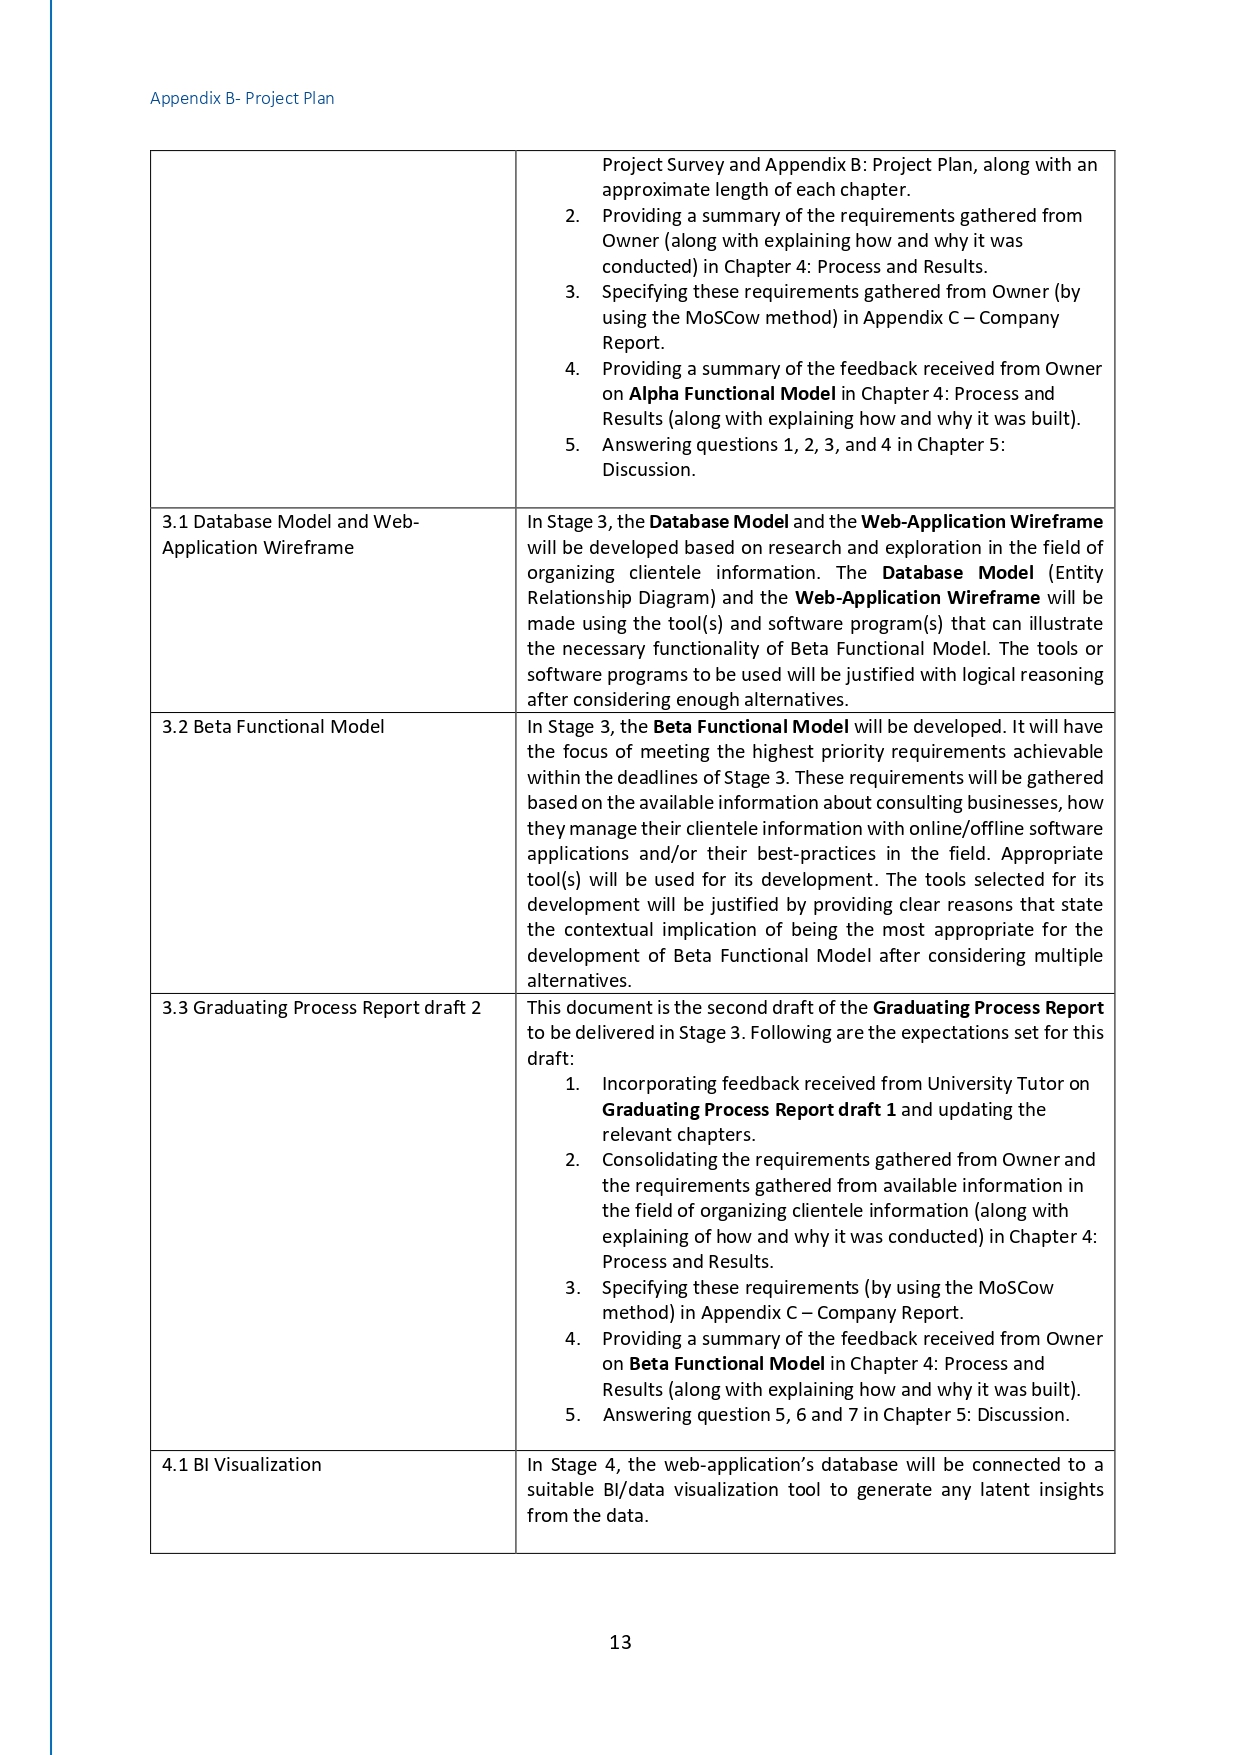 Appendix B- Project Plan
Project Survey and Appendix B: Project Plan, along with an
approximate length of each chapter.
2. Providing a summary of the requirements gathered from
Owner (along with explaining how and why it was
conducted) in Chapter 4: Process and Results.
3. Specifying these requirements gathered from Owner (by
using the MoSCow method) in Appendix C – Company
Report.
4. Providing a summary of the feedback received from Owner
on Alpha Functional Model in Chapter 4: Process and
Results (along with explaining how and why it was built).
5. Answering questions 1, 2, 3, and 4 in Chapter 5:
Discussion.
3.1 Database Model and Web-
Application Wireframe
In Stage 3, the Database Model and the Web-Application Wireframe
will be developed based on research and exploration in the field of
organizing clientele information. The Database Model (Entity
Relationship Diagram) and the Web-Application Wireframe will be
made using the tool(s) and software program(s) that can illustrate
the necessary functionality of Beta Functional Model. The tools or
software programs to be used will be justified with logical reasoning
after considering enough alternatives.
3.2 Beta Functional Model
In Stage 3, the Beta Functional Model will be developed. It will have
the focus of meeting the highest priority requirements achievable
within the deadlines of Stage 3. These requirements will be gathered
based on the available information about consulting businesses, how
they manage their clientele information with online/offline software
applications and/or their best-practices in the field. Appropriate
tool(s) will be used for its development. The tools selected for its
development will be justified by providing clear reasons that state
the contextual implication of being the most appropriate for the
development of Beta Functional Model after considering multiple
alternatives.
3.3 Graduating Process Report draft 2
This document is the second draft of the Graduating Process Report
to be delivered in Stage 3. Following are the expectations set for this
draft:
1. Incorporating feedback received from University Tutor on
Graduating Process Report draft 1 and updating the
relevant chapters.
2. Consolidating the requirements gathered from Owner and
the requirements gathered from available information in
the field of organizing clientele information (along with
explaining of how and why it was conducted) in Chapter 4:
Process and Results.
3. Specifying these requirements (by using the MoSCow
method) in Appendix C – Company Report.
4. Providing a summary of the feedback received from Owner
on Beta Functional Model in Chapter 4: Process and
Results (along with explaining how and why it was built).
5. Answering question 5, 6 and 7 in Chapter 5: Discussion.
4.1 BI Visualization
In Stage 4, the web-application’s database will be connected to a
suitable BI/data visualization tool to generate any latent insights
from the data.
13